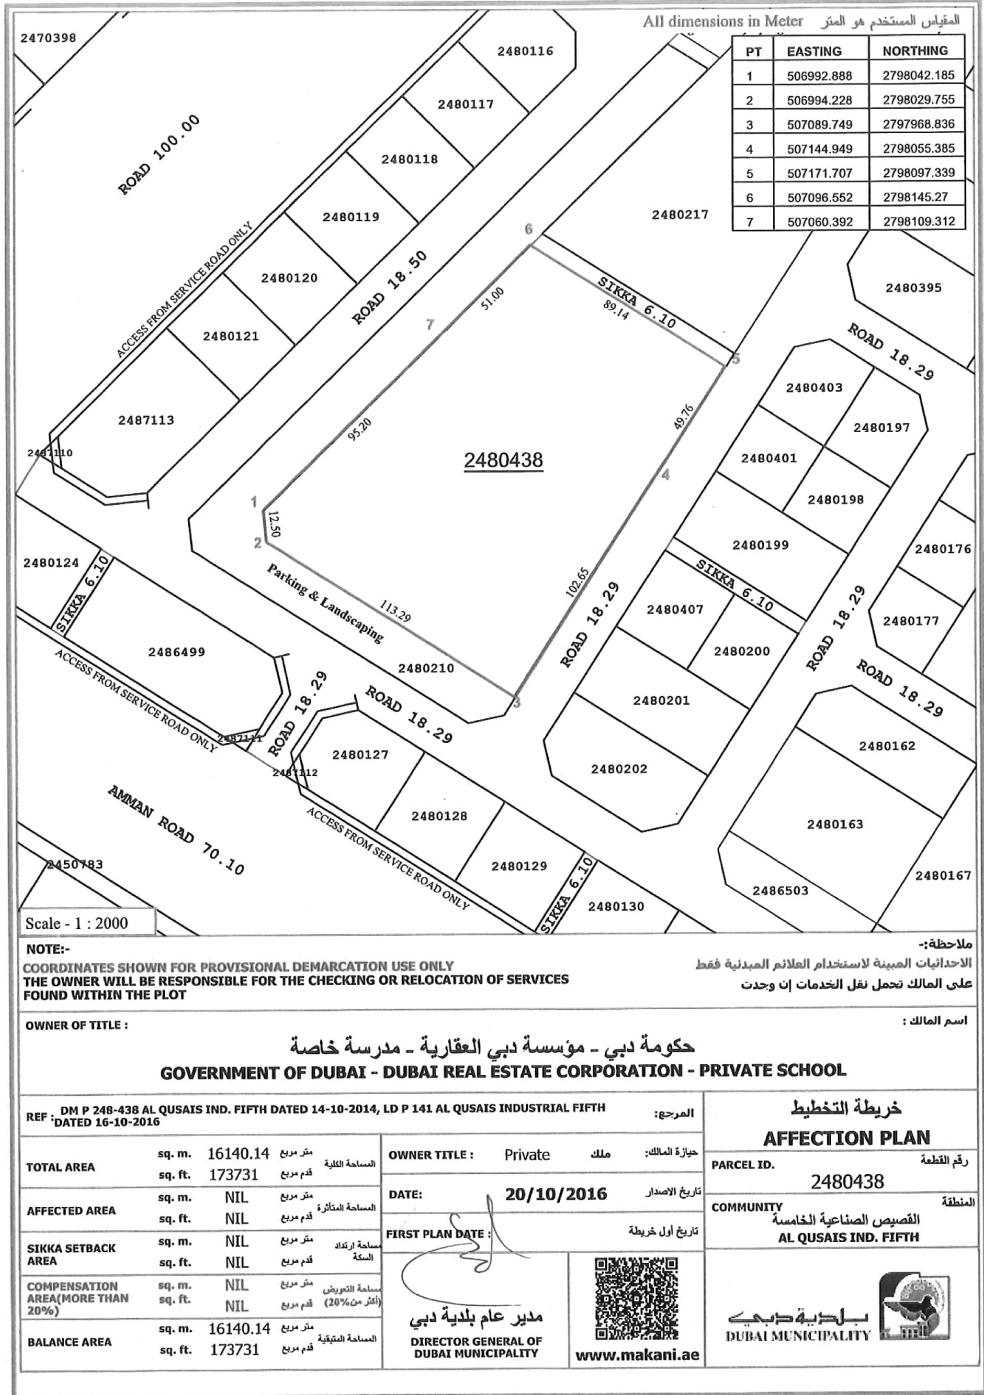 All dimensions in Meter المقياس المستخدم هو المتر
PT EASTING NORTHING
1 506992.888 2798042.185
2 506994.228 2798029.755
3 507089.749 2797968.836
4 507144.949 2798055.385
5 507171.707 2798097.339
6 507096.552 2798145.27
7 507060.392 2798109.312
2470398
2480116
2480117
ROAD 100.00
2480118
2480119
2480217
6
ACCESS FROM SERVICE ROAD ONLY
2480120
ROAD 18.50
SIKKA 6.10
89.14
2480395
51.00
7
2480121
ROAD 18.29
5
2480403
2487113
95.20
49.76
2480197
2487110
2480438
4
2480401
2480198
1
12.50
2
2480199
2480176
2480124
SIKKA 6.10
Parking & Landscaping
113.29
102.65
SIKKA 6.10
2480407
ROAD 18.29
2480177
2486499
2480200
ROAD 18.29
ACCESS FROM SERVICE ROAD ONLY
2480210
ROAD 18.29
ROAD 18.29
3
2480201
ROAD 18.29
2487111
2480127
2480162
2487112
2480202
AMMAN ROAD 70.10
ACCESS FROM SERVICE ROAD ONLY
2480128
2480163
2450783
2480129
2480167
SIKKA 6.10
2486503
2480130
Scale - 1 : 2000
NOTE:- ملاحظة:-
COORDINATES SHOWN FOR PROVISIONAL DEMARCATION USE ONLY الاحداثيات المبينة لاستخدام العلائم المبدئية فقط
THE OWNER WILL BE RESPONSIBLE FOR THE CHECKING OR RELOCATION OF SERVICES على المالك تحمل نقل الخدمات إن وجدت
FOUND WITHIN THE PLOT
OWNER OF TITLE : اسم المالك :
حكومة دبي - مؤسسة دبي العقارية - مدرسة خاصة
GOVERNMENT OF DUBAI - DUBAI REAL ESTATE CORPORATION - PRIVATE SCHOOL
REF : DM P 248-438 AL QUSAIS IND. FIFTH DATED 14-10-2014, LD P 141 AL QUSAIS INDUSTRIAL FIFTH المرجع:
DATED 16-10-2016
خريطة التخطيط
AFFECTION PLAN
TOTAL AREA sq. m. 16140.14 متر مربع المساحة الكلية
sq. ft. 173731 قدم مربع
OWNER TITLE : Private ملك حيازة المالك:
PARCEL ID. رقم القطعة
2480438
AFFECTED AREA sq. m. NIL متر مربع المساحة المتأثرة
sq. ft. NIL قدم مربع
DATE: 20/10/2016 تاريخ الاصدار
COMMUNITY المنطقة
القصيص الصناعية الخامسة
AL QUSAIS IND. FIFTH
FIRST PLAN DATE : تاريخ أول خريطة
SIKKA SETBACK AREA sq. m. NIL متر مربع مساحة ارتداد السكة
sq. ft. NIL قدم مربع
COMPENSATION AREA(MORE THAN 20%) sq. m. NIL متر مربع مساحة التعويض (أكثر من 20%)
sq. ft. NIL قدم مربع
BALANCE AREA sq. m. 16140.14 متر مربع المساحة المتبقية
sq. ft. 173731 قدم مربع
مدير عام بلدية دبي
DIRECTOR GENERAL OF
DUBAI MUNICIPALITY
www.makani.ae
بلدية دبي
DUBAI MUNICIPALITY